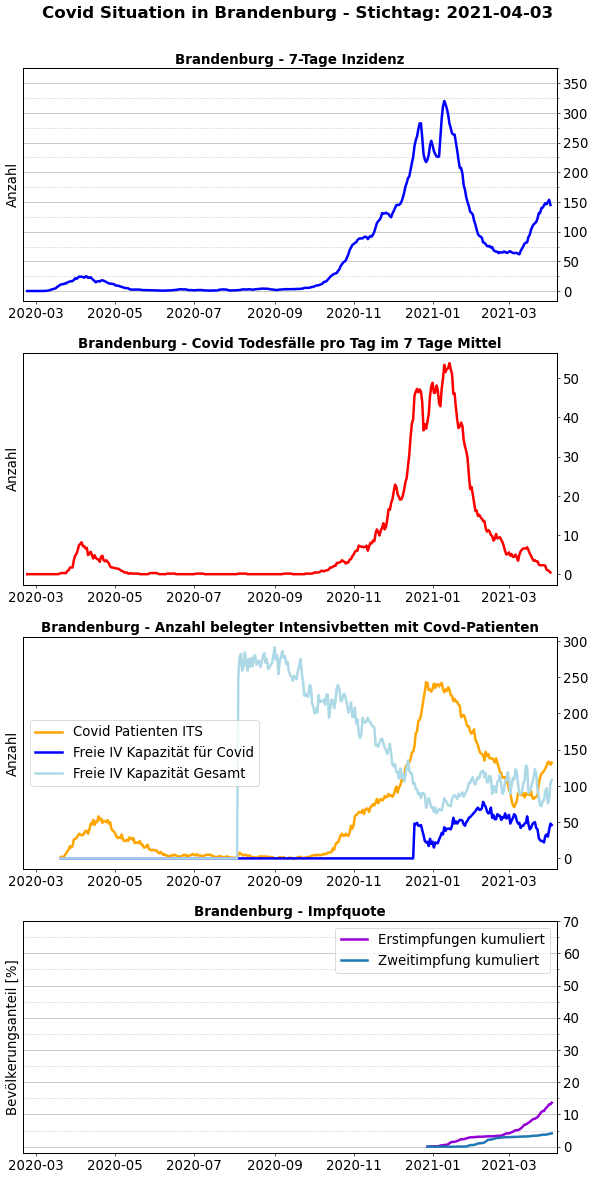 Covid Situation in Brandenburg - Stichtag: 2021-04-03
Brandenburg - 7-Tage Inzidenz
Anzahl
350
300
250
200
150
100
50
0
2020-03 2020-05 2020-07 2020-09 2020-11 2021-01 2021-03
Brandenburg - Covid Todesfälle pro Tag im 7 Tage Mittel
Anzahl
50
40
30
20
10
0
2020-03 2020-05 2020-07 2020-09 2020-11 2021-01 2021-03
Brandenburg - Anzahl belegter Intensivbetten mit Covd-Patienten
Anzahl
Covid Patienten ITS
Freie IV Kapazität für Covid
Freie IV Kapazität Gesamt
300
250
200
150
100
50
0
2020-03 2020-05 2020-07 2020-09 2020-11 2021-01 2021-03
Brandenburg - Impfquote
Bevölkerungsanteil [%]
Erstimpfungen kumuliert
Zweitimpfung kumuliert
70
60
50
40
30
20
10
0
2020-03 2020-05 2020-07 2020-09 2020-11 2021-01 2021-03